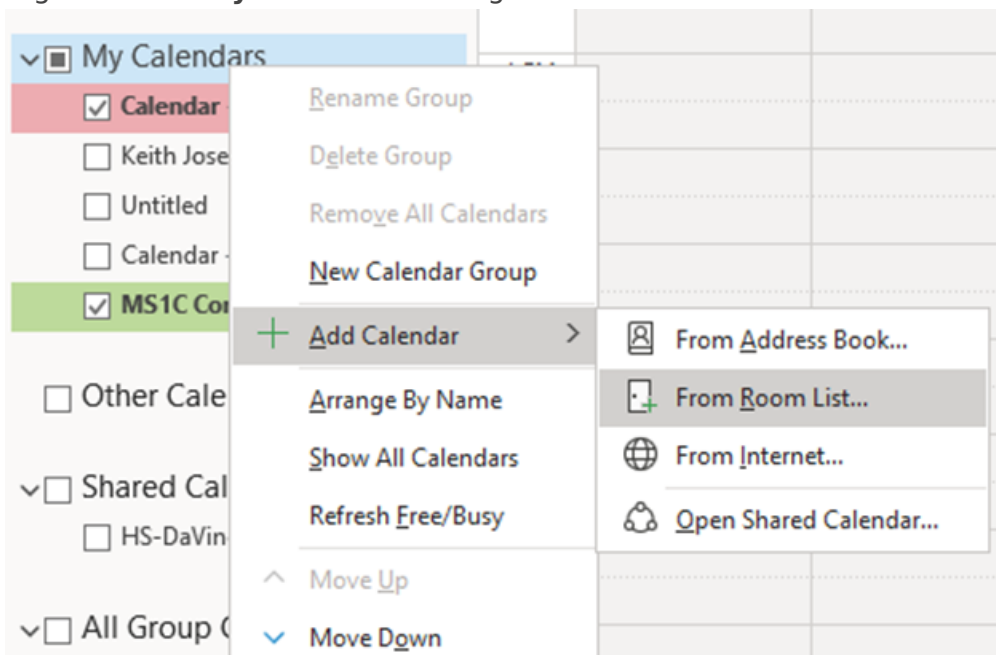 My Calendars
Calendar -
Rename Group
Keith Jose
Delete Group
Untitled
Remove All Calendars
Calendar -
New Calendar Group
MS1C Con
Add Calendar
From Address Book...
Other Cale
Arrange By Name
From Room List...
Show All Calendars
From Internet...
Shared Cal
Refresh Free/Busy
Open Shared Calendar...
HS-DaVin
Move Up
All Group C
Move Down